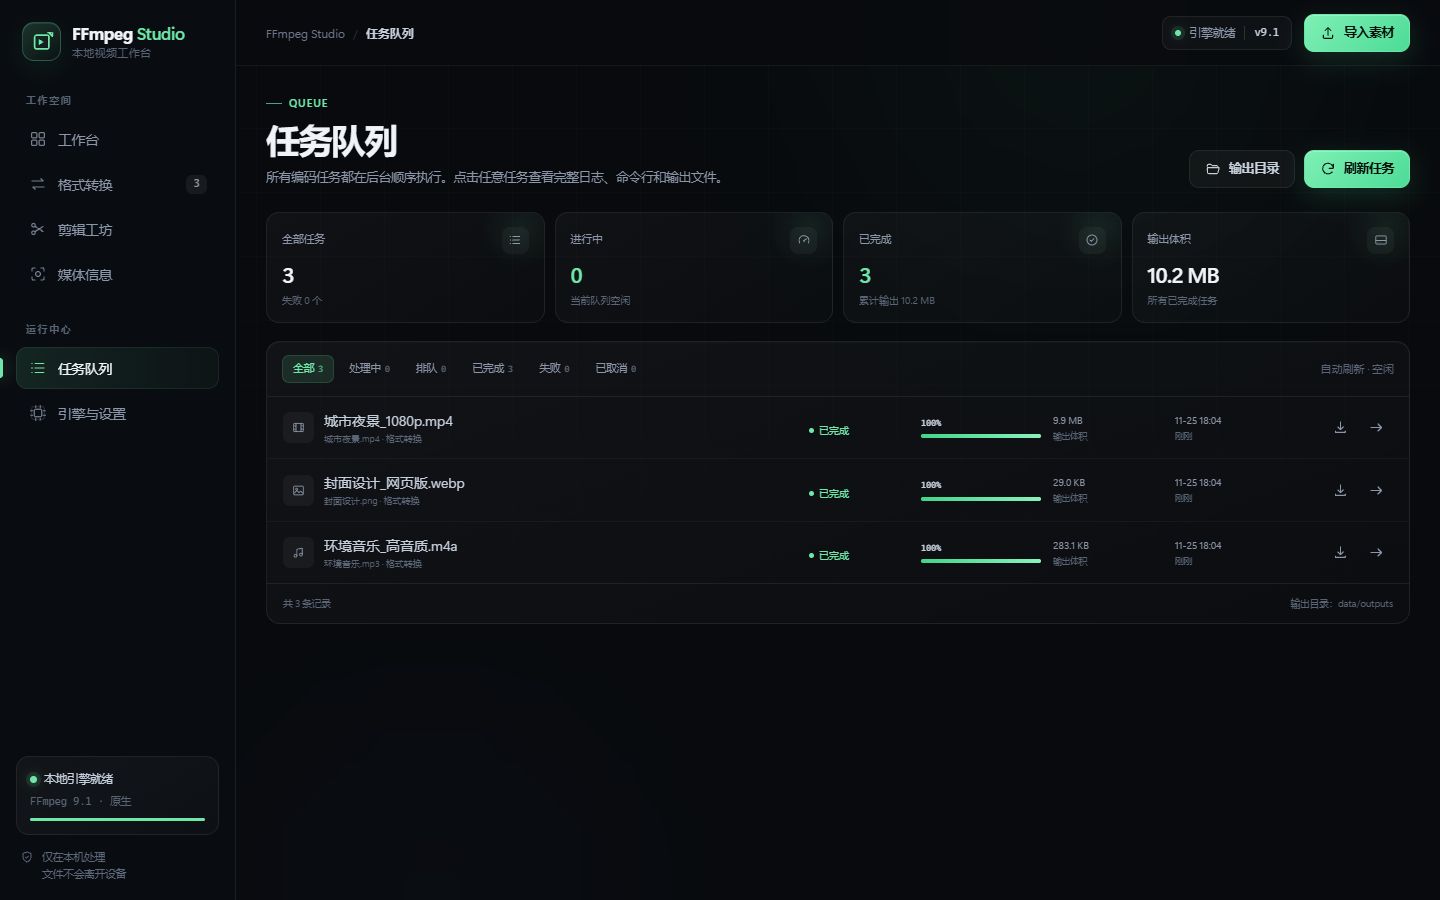 FFmpeg Studio
本地视频工作台
工作空间
工作台
格式转换 3
剪辑工坊
媒体信息
运行中心
任务队列
引擎与设置
本地引擎就绪
FFmpeg 9.1 · 原生
仅在本机处理
文件不会离开设备
FFmpeg Studio / 任务队列
引擎就绪 v9.1
导入素材
QUEUE
任务队列
所有编码任务都在后台顺序执行。点击任意任务查看完整日志、命令行和输出文件。
输出目录
刷新任务
全部任务
3
失败 0 个
进行中
0
当前队列空闲
已完成
3
累计输出 10.2 MB
输出体积
10.2 MB
所有已完成任务
全部 3 处理中 0 排队 0 已完成 3 失败 0 已取消 0
自动刷新 · 空闲
城市夜景_1080p.mp4
城市夜景.mp4 · 格式转换
已完成
100%
9.9 MB
输出体积
11-25 18:04
刚刚
封面设计_网页版.webp
封面设计.png · 格式转换
已完成
100%
29.0 KB
输出体积
11-25 18:04
刚刚
环境音乐_高音质.m4a
环境音乐.mp3 · 格式转换
已完成
100%
283.1 KB
输出体积
11-25 18:04
刚刚
共 3 条记录
输出目录：data/outputs